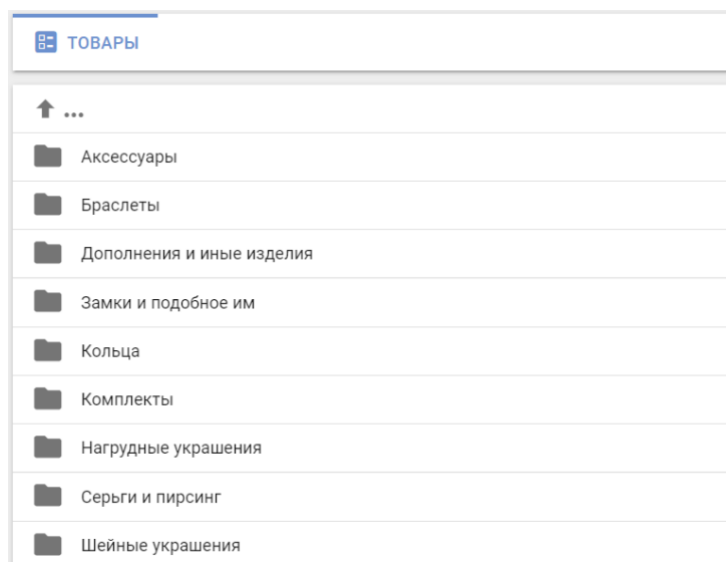 ТОВАРЫ
...
Аксессуары
Браслеты
Дополнения и иные изделия
Замки и подобное им
Кольца
Комплекты
Нагрудные украшения
Серьги и пирсинг
Шейные украшения